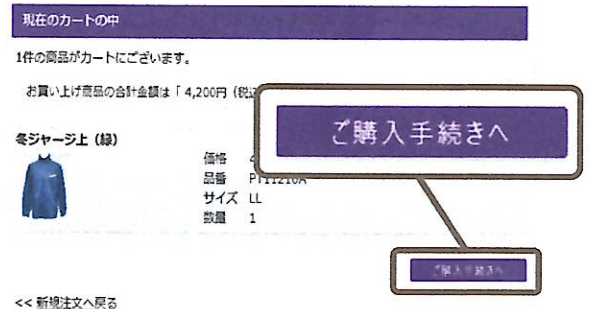 現在のカートの中
1件の商品がカートにございます。
お買い上げ商品の合計金額は「 4,200円（税込
ご購入手続きへ
冬ジャージ上（緑）
価格
品番 PT11210A
サイズ LL
数量 1
ご購入手続きへ
<< 新規注文へ戻る